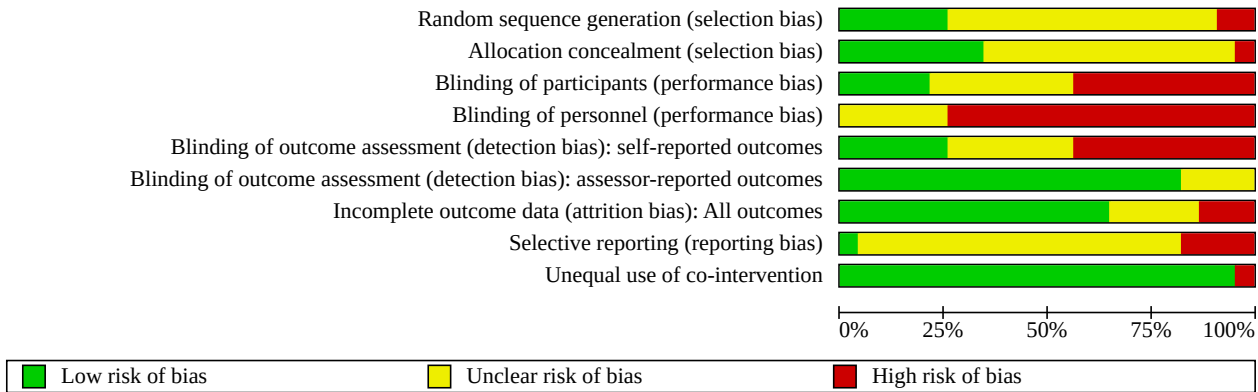 Random sequence generation (selection bias)
Allocation concealment (selection bias)
Blinding of participants (performance bias)
Blinding of personnel (performance bias)
Blinding of outcome assessment (detection bias): self-reported outcomes
Blinding of outcome assessment (detection bias): assessor-reported outcomes
Incomplete outcome data (attrition bias): All outcomes
Selective reporting (reporting bias)
Unequal use of co-intervention
0% 25% 50% 75% 100%
Low risk of bias Unclear risk of bias High risk of bias